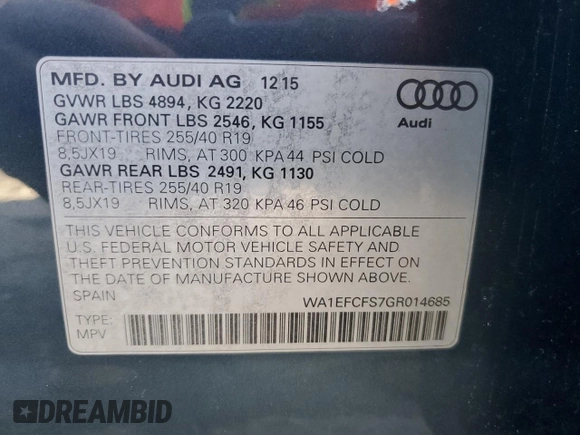 MFD. BY AUDI AG 12 15
GVWR LBS 4894, KG 2220
GAWR FRONT LBS 2546, KG 1155
FRONT-TIRES 255/40 R19
8,5JX19 RIMS, AT 300 KPA 44 PSI COLD
GAWR REAR LBS 2491, KG 1130
REAR-TIRES 255/40 R19
8,5JX19 RIMS, AT 320 KPA 46 PSI COLD
Audi
THIS VEHICLE CONFORMS TO ALL APPLICABLE
U.S. FEDERAL MOTOR VEHICLE SAFETY AND
THEFT PREVENTION STANDARDS IN EFFECT
ON THE DATE OF MANUFACTURE SHOWN ABOVE.
SPAIN WA1EFCFS7GR014685
TYPE:
MPV
DREAMBID